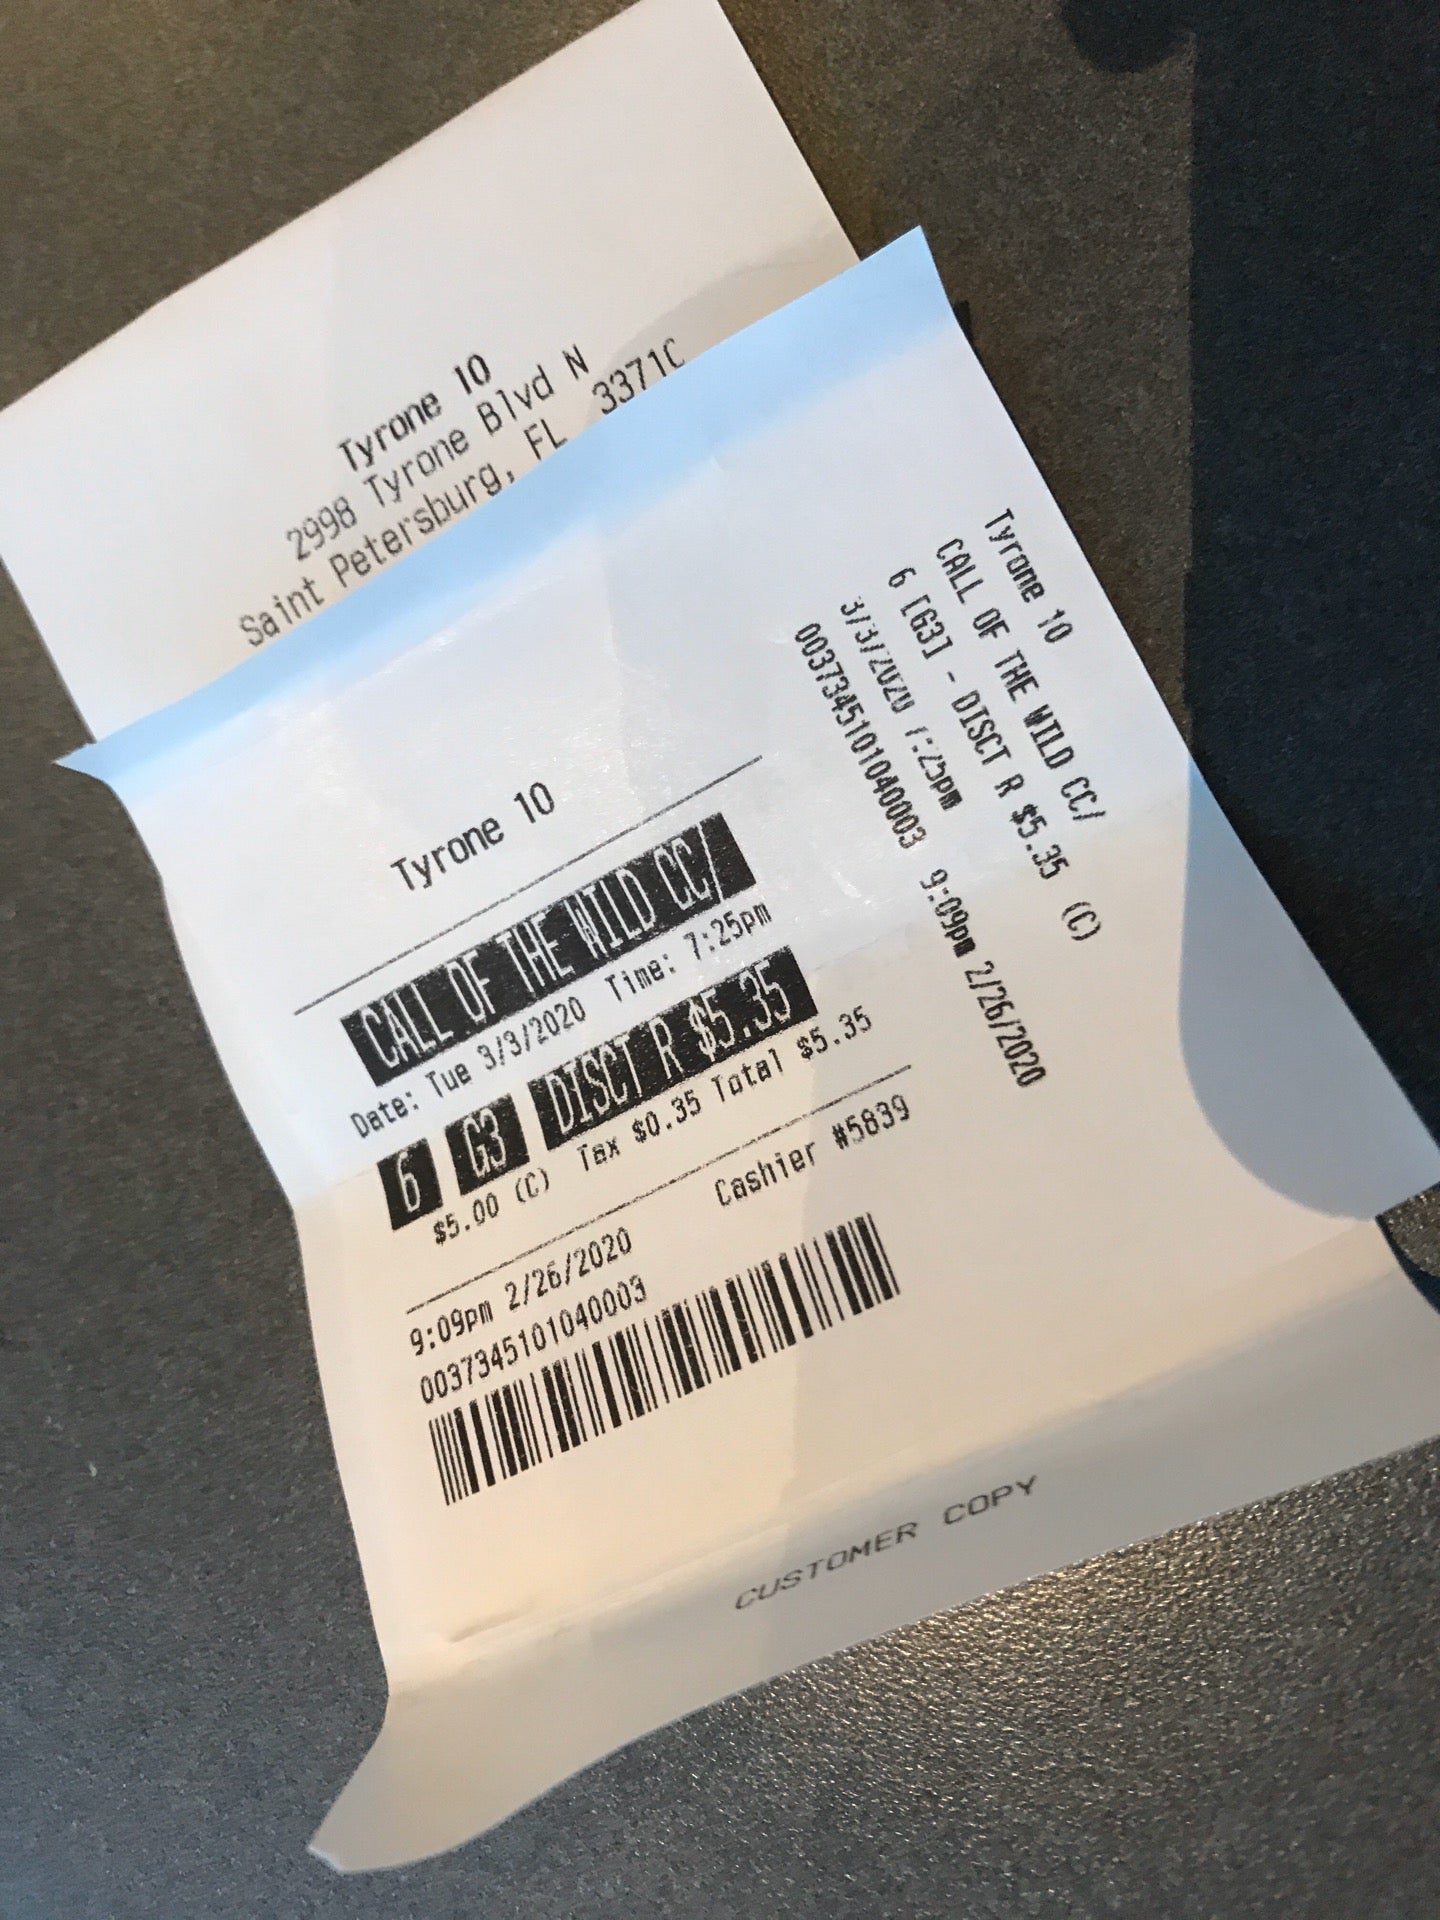 Tyrone 10
2998 Tyrone Blvd N
Saint Petersburg, FL
Tyrone 10
CALL OF THE WILD CC/
Date: Tue 3/3/2020 Time: 7:25pm
6 G3 DISCT R $5.35
$5.00 (C) Tax $0.35 Total $5.35
9:09pm 2/26/2020 Cashier #5839
003734510104​0003
CUSTOMER COPY
Tyrone 10
CALL OF THE WILD CC/
6 [G3] - DISCT R $5.35 (C)
3/3/2020 7:25pm
0037345101040003 9:09pm 2/26/2020